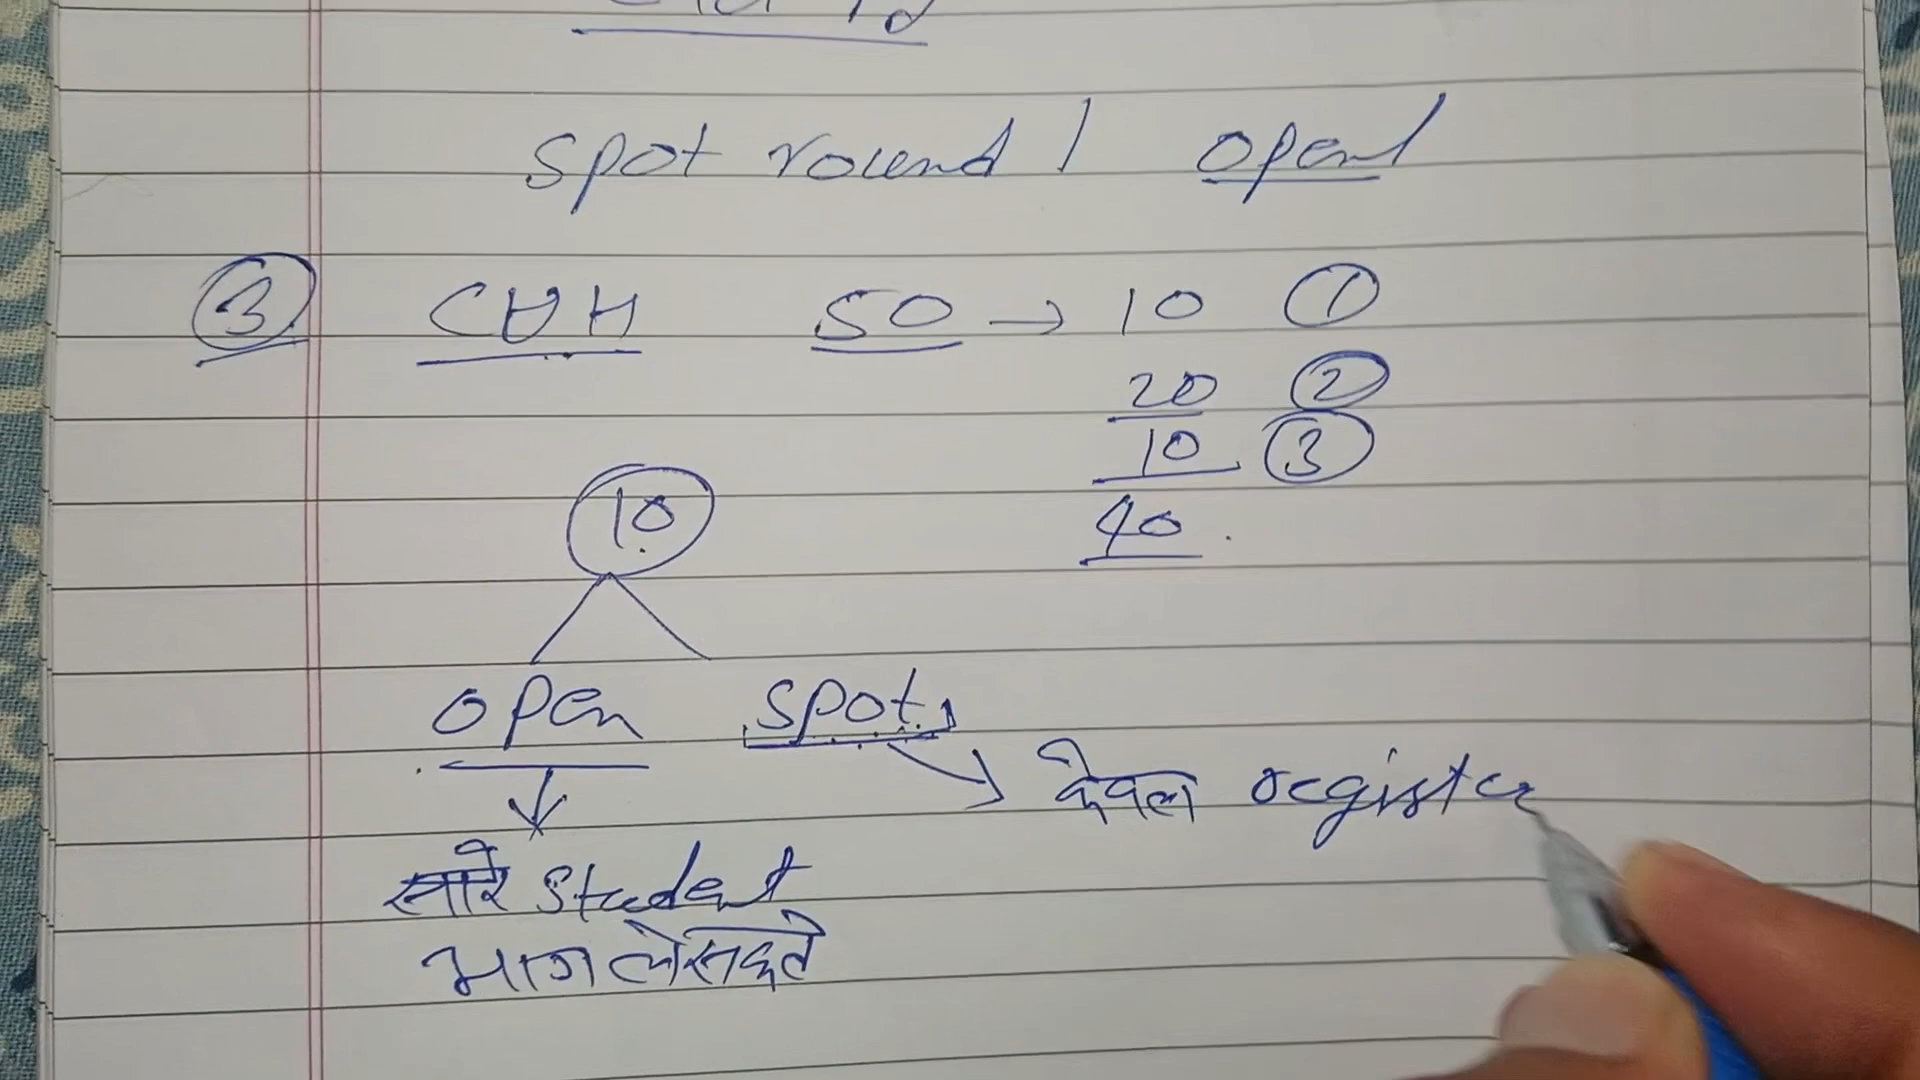 spot round / open
3 CUH 50 → 10 1
20 2
10 3
40
10
open spot
केवल registe
सारे student
भाग ले सकते